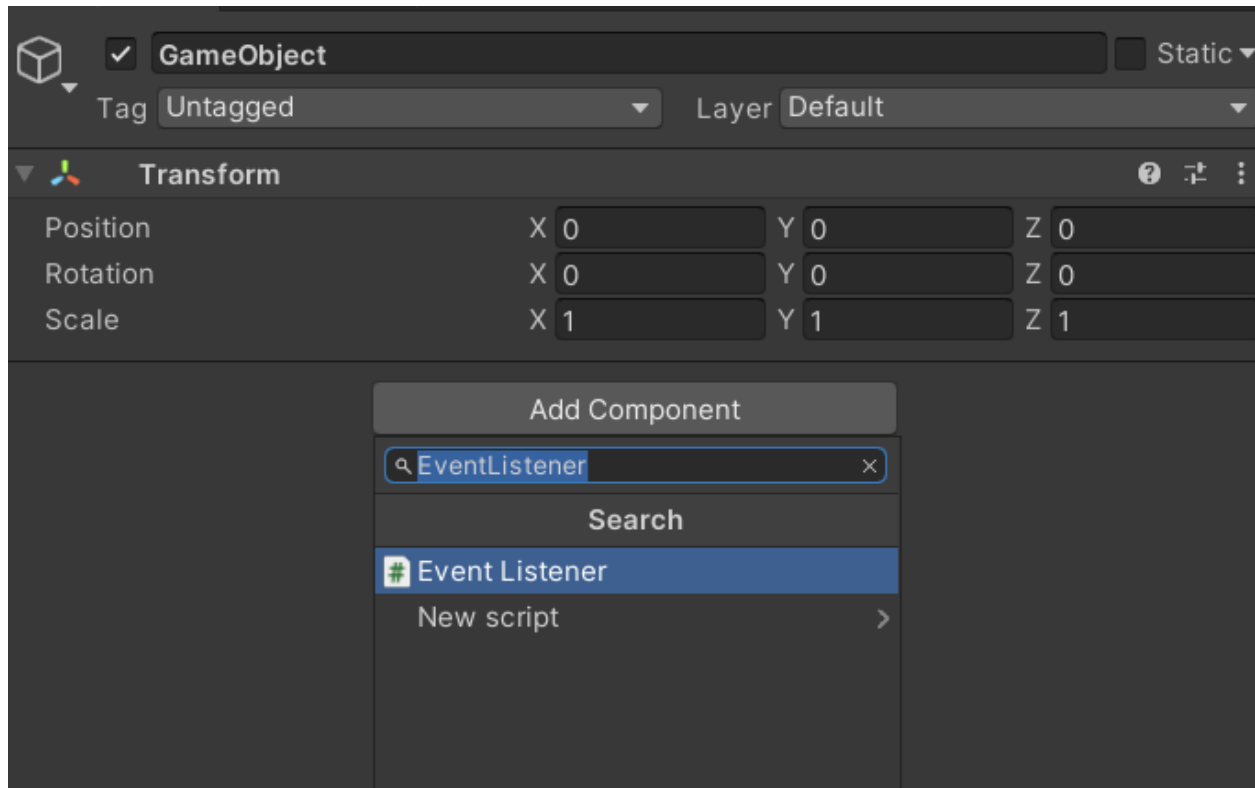 GameObject Static
Tag Untagged Layer Default
Transform
Position X 0 Y 0 Z 0
Rotation X 0 Y 0 Z 0
Scale X 1 Y 1 Z 1
Add Component
EventListener
Search
# Event Listener
New script